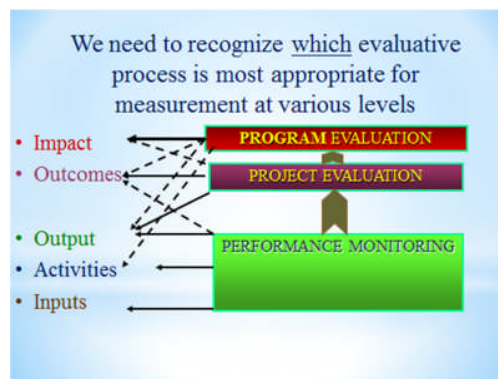 We need to recognize which evaluative
process is most appropriate for
measurement at various levels
• Impact
• Outcomes
• Output
• Activities
• Inputs
PROGRAM EVALUATION
PROJECT EVALUATION
PERFORMANCE MONITORING